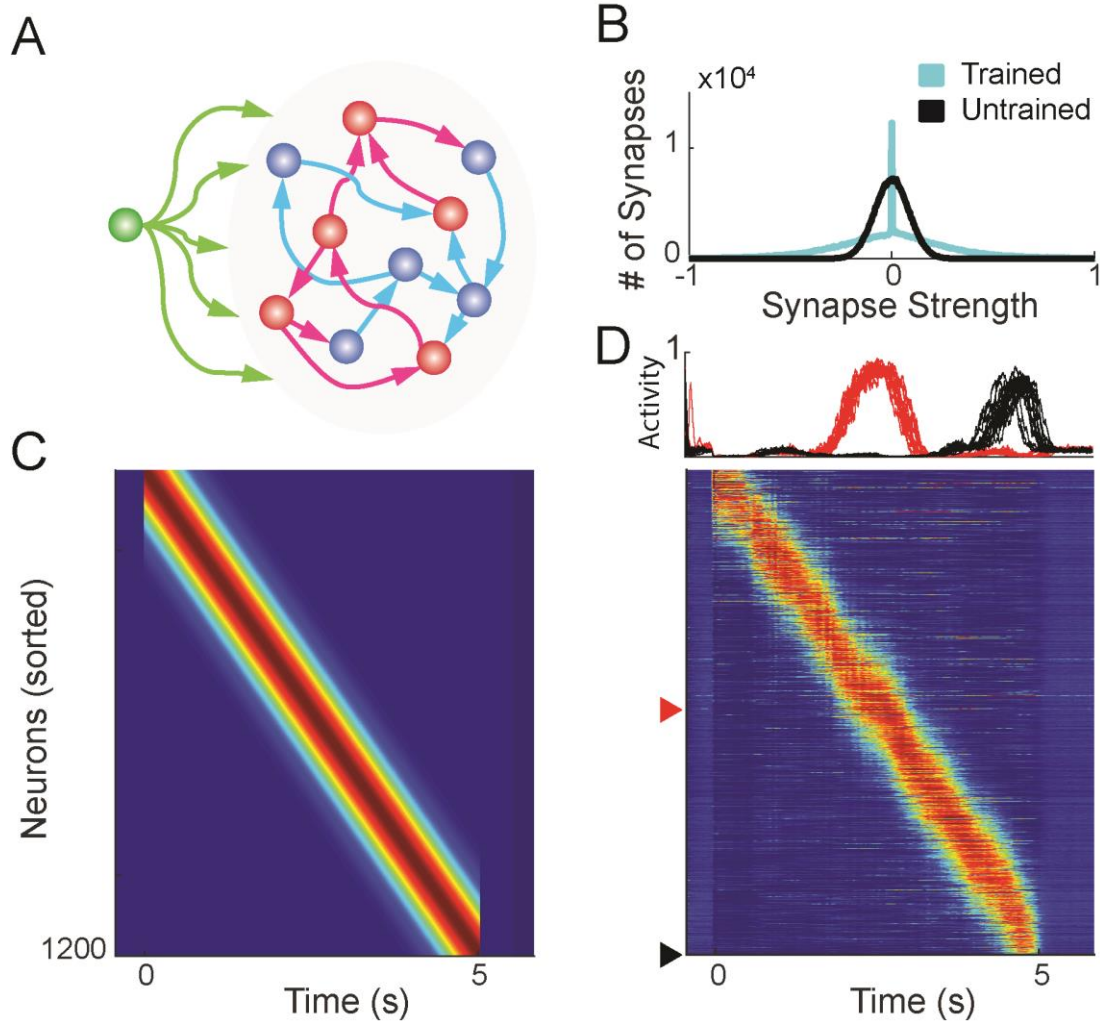 A
B
x10⁴
Trained
Untrained
1
0
# of Synapses
-1 0 1
Synapse Strength
C
Neurons (sorted)
1200
0 5
Time (s)
D
1
Activity
0 5
Time (s)